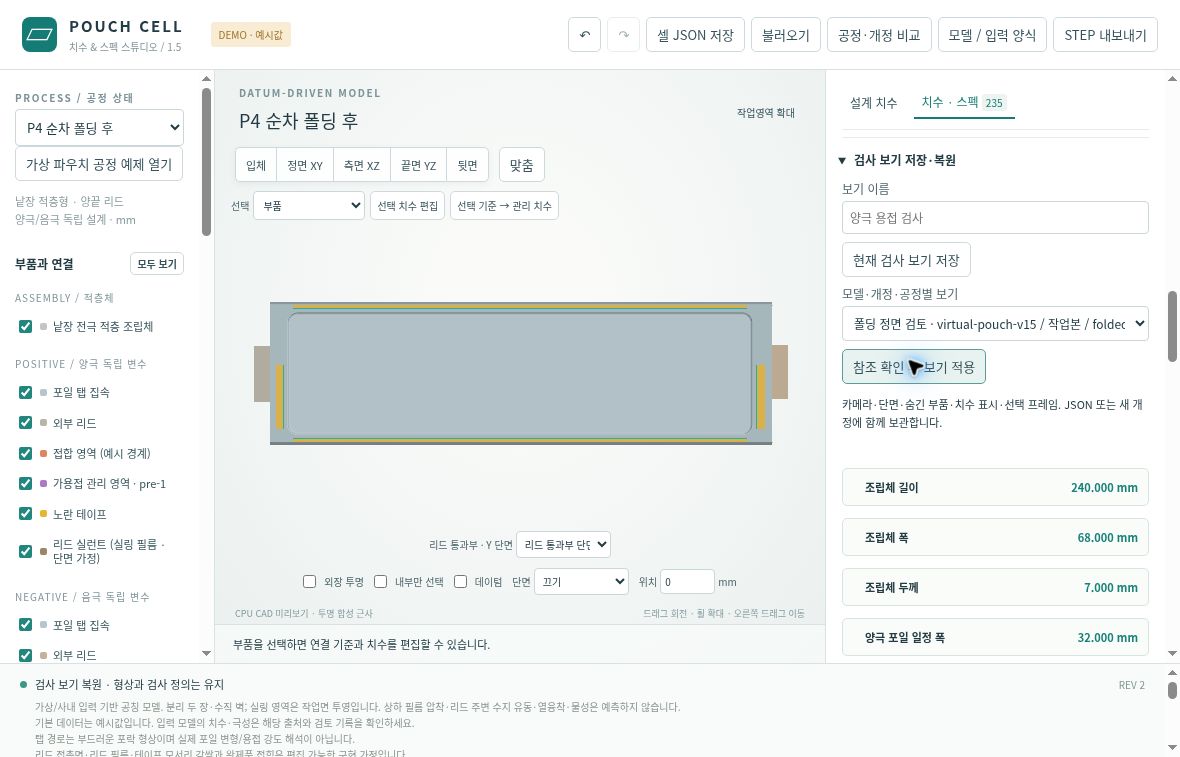 POUCH CELL
치수 & 스펙 스튜디오 / 1.5
DEMO · 예시값
↶
↷
셀 JSON 저장
불러오기
공정·개정 비교
모델 / 입력 양식
STEP 내보내기
PROCESS / 공정 상태
P4 순차 폴딩 후
가상 파우치 공정 예제 열기
낱장 적층형 · 양끝 리드
양극/음극 독립 설계 · mm
부품과 연결
모두 보기
ASSEMBLY / 적층체
낱장 전극 적층 조립체
POSITIVE / 양극 독립 변수
포일 탭 집속
외부 리드
접합 영역 (예시 경계)
가용접 관리 영역 · pre-1
노란 테이프
리드 실런트 (실링 필름 ·
단면 가정)
NEGATIVE / 음극 독립 변수
포일 탭 집속
외부 리드
DATUM-DRIVEN MODEL
P4 순차 폴딩 후
작업영역 확대
입체
정면 XY
측면 XZ
끝면 YZ
뒷면
맞춤
선택
부품
선택 치수 편집
선택 기준 → 관리 치수
리드 통과부 · Y 단면
리드 통과부 단면
외장 투명
내부만 선택
데이텀
단면
끄기
위치
0
mm
CPU CAD 미리보기 · 투명 합성 근사
드래그 회전 · 휠 확대 · 오른쪽 드래그 이동
부품을 선택하면 연결 기준과 치수를 편집할 수 있습니다.
설계 치수
치수 · 스펙 235
▼ 검사 보기 저장·복원
보기 이름
양극 용접 검사
현재 검사 보기 저장
모델·개정·공정별 보기
폴딩 정면 검토 · virtual-pouch-v15 / 작업본 / folded
참조 확인 보기 적용
카메라·단면·숨긴 부품·치수 표시·선택 프레임. JSON 또는 새 개
정에 함께 보관합니다.
조립체 길이
240.000 mm
조립체 폭
68.000 mm
조립체 두께
7.000 mm
양극 포일 일정 폭
32.000 mm
검사 보기 복원 · 형상과 검사 정의는 유지
REV 2
가상/사내 입력 기반 공칭 모델. 분리 두 장·수직 벽; 실링 영역은 작업면 투영입니다. 상하 필름 압착·리드 주변 수지 유동·열융착·물성은 예측하지 않습니다.
기본 데이터는 예시값입니다. 입력 모델의 치수·극성은 해당 출처와 검토 기록을 확인하세요.
탭 경로는 부드러운 포락 형상이며 실제 포일 변형/용접 강도 해석이 아닙니다.